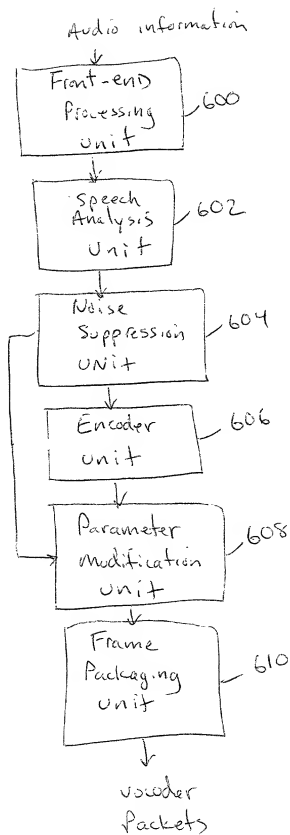 Audio information
Front-end
Processing
unit
600
Speech
Analysis
Unit
602
Noise
Suppression
UNIT
604
Encoder
unit
606
Parameter
Modification
unit
608
Frame
Packaging
unit
610
vocoder
Packets